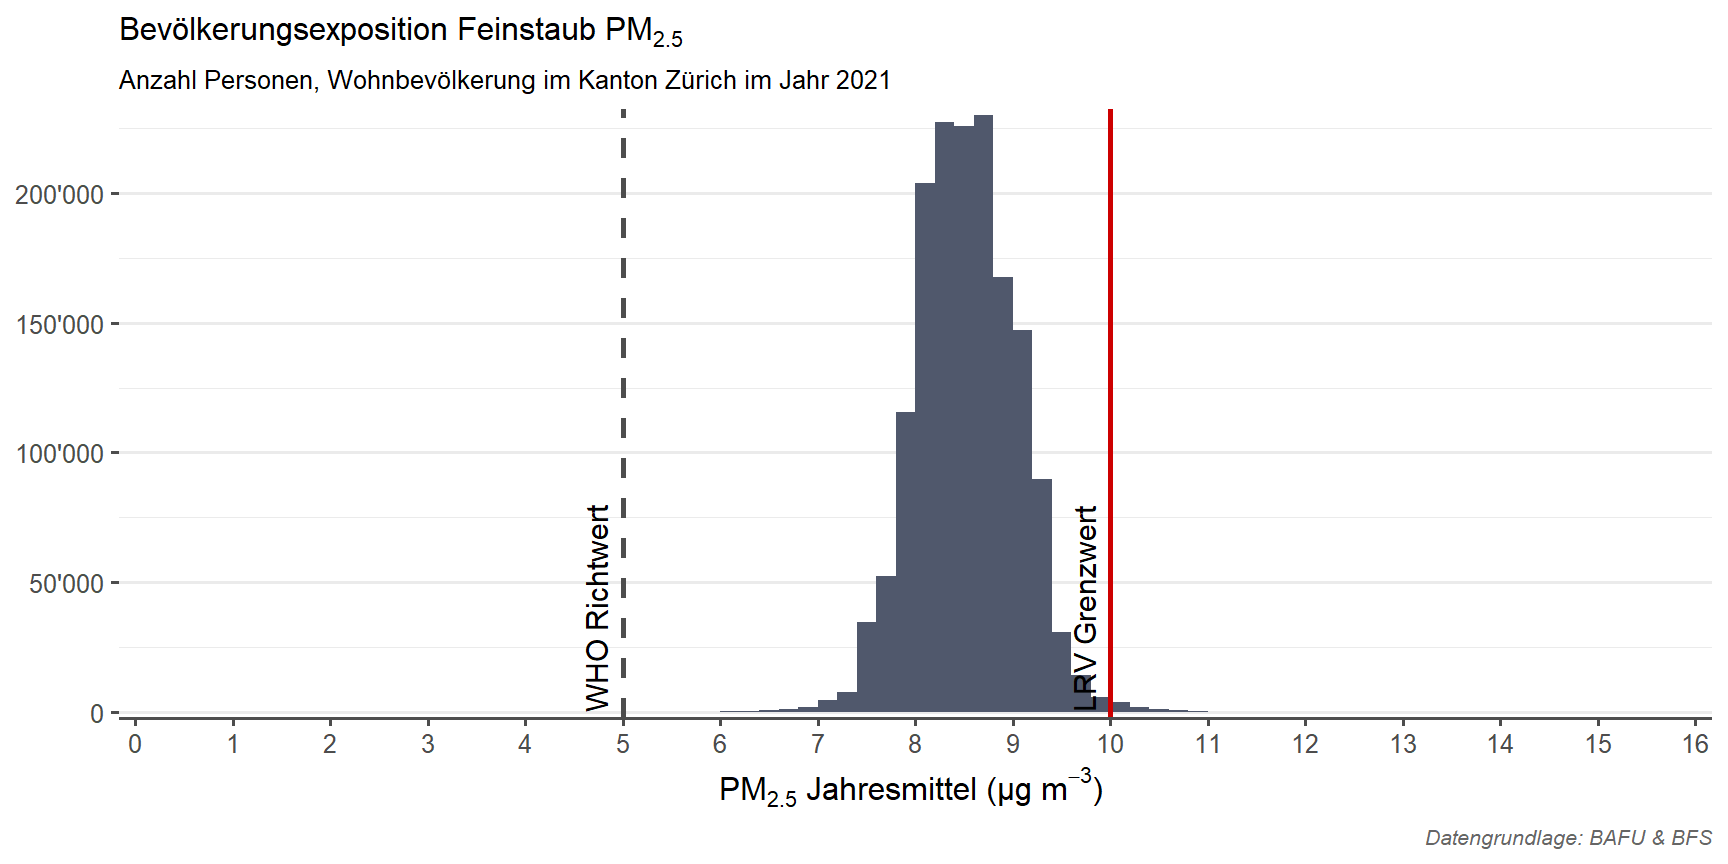 Bevölkerungsexposition Feinstaub PM2.5
Anzahl Personen, Wohnbevölkerung im Kanton Zürich im Jahr 2021
200'000
150'000
100'000
50'000
0
WHO Richtwert
LRV Grenzwert
0 1 2 3 4 5 6 7 8 9 10 11 12 13 14 15 16
PM2.5 Jahresmittel (µg m−3)
Datengrundlage: BAFU & BFS